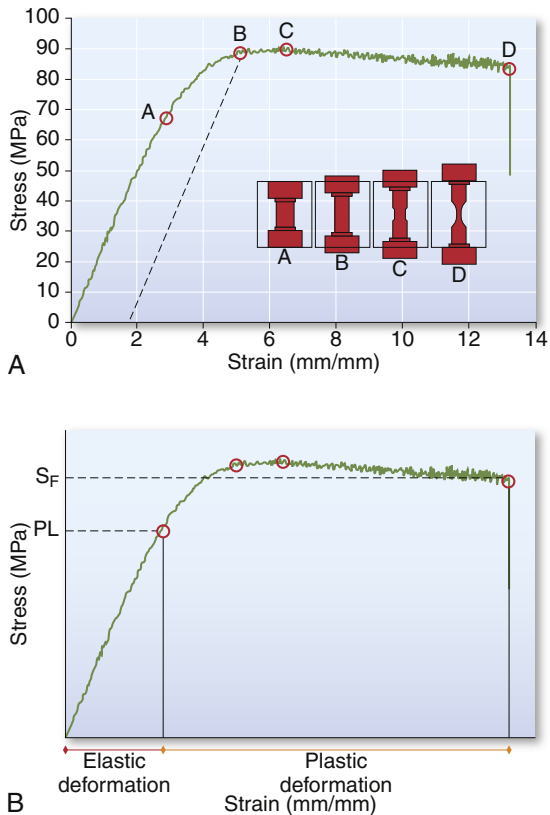 100
90
80
70
60
50
40
30
20
10
0
Stress (MPa)
A
B
C
D
A
B
C
D
0
2
4
6
8
10
12
14
Strain (mm/mm)
A
S_F
PL
Stress (MPa)
Elastic
deformation
Plastic
deformation
Strain (mm/mm)
B